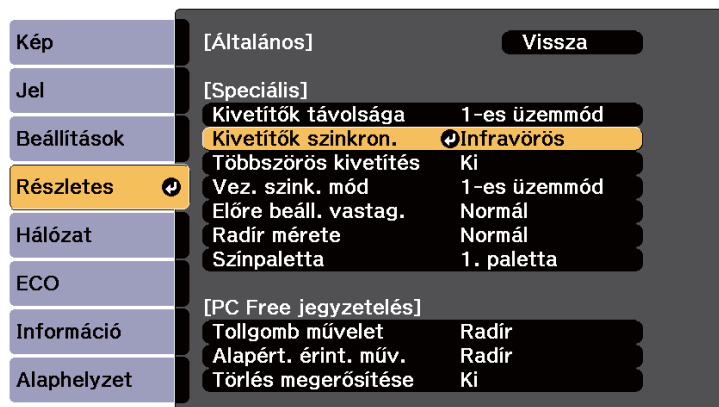 Kép
Jel
Beállítások
Részletes
Hálózat
ECO
Információ
Alaphelyzet
[Általános] Vissza
[Speciális]
Kivetítők távolsága 1-es üzemmód
Kivetítők szinkron. Infravörös
Többszörös kivetítés Ki
Vez. szink. mód 1-es üzemmód
Előre beáll. vastag. Normál
Radír mérete Normál
Színpaletta 1. paletta
[PC Free jegyzetelés]
Tollgomb művelet Radír
Alapért. érint. műv. Radír
Törlés megerősítése Ki